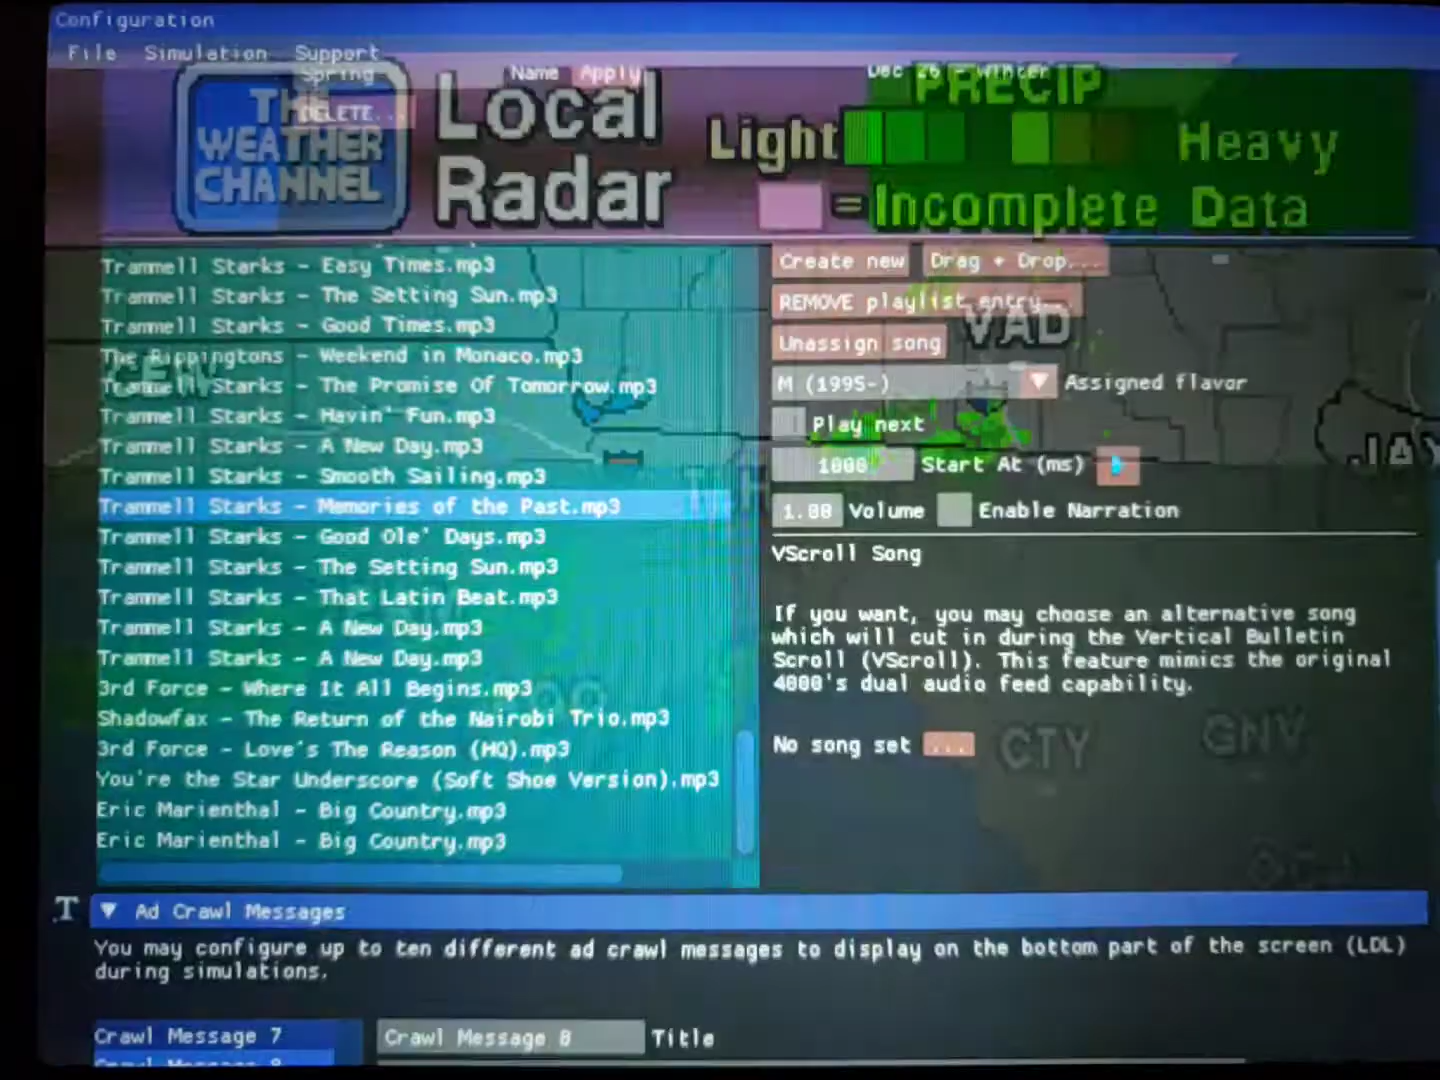 Configuration
File Simulation Support
Spring Name Apply Dec 26 - Winter
DELETE...
THE
WEATHER
CHANNEL
Local
Radar
PRECIP
Light Heavy
= Incomplete Data
Trammell Starks - Easy Times.mp3
Trammell Starks - The Setting Sun.mp3
Trammell Starks - Good Times.mp3
The Rippingtons - Weekend in Monaco.mp3
Trammell Starks - The Promise Of Tomorrow.mp3
Trammell Starks - Havin' Fun.mp3
Trammell Starks - A New Day.mp3
Trammell Starks - Smooth Sailing.mp3
Trammell Starks - Memories of the Past.mp3
Trammell Starks - Good Ole' Days.mp3
Trammell Starks - The Setting Sun.mp3
Trammell Starks - That Latin Beat.mp3
Trammell Starks - A New Day.mp3
Trammell Starks - A New Day.mp3
3rd Force - Where It All Begins.mp3
Shadowfax - The Return of the Nairobi Trio.mp3
3rd Force - Love's The Reason (HQ).mp3
You're the Star Underscore (Soft Shoe Version).mp3
Eric Marienthal - Big Country.mp3
Eric Marienthal - Big Country.mp3
Create new Drag + Drop...
REMOVE playlist entry...
VAD
Unassign song
M (1995-) Assigned flavor
Play next
JAX
1000 Start At (ms)
1.00 Volume Enable Narration
VScroll Song
If you want, you may choose an alternative song
which will cut in during the Vertical Bulletin
Scroll (VScroll). This feature mimics the original
4000's dual audio feed capability.
No song set ...
CTY
GNV
T
Ad Crawl Messages
You may configure up to ten different ad crawl messages to display on the bottom part of the screen (LDL)
during simulations.
Crawl Message 7 Crawl Message 8 Title
Crawl Message 8